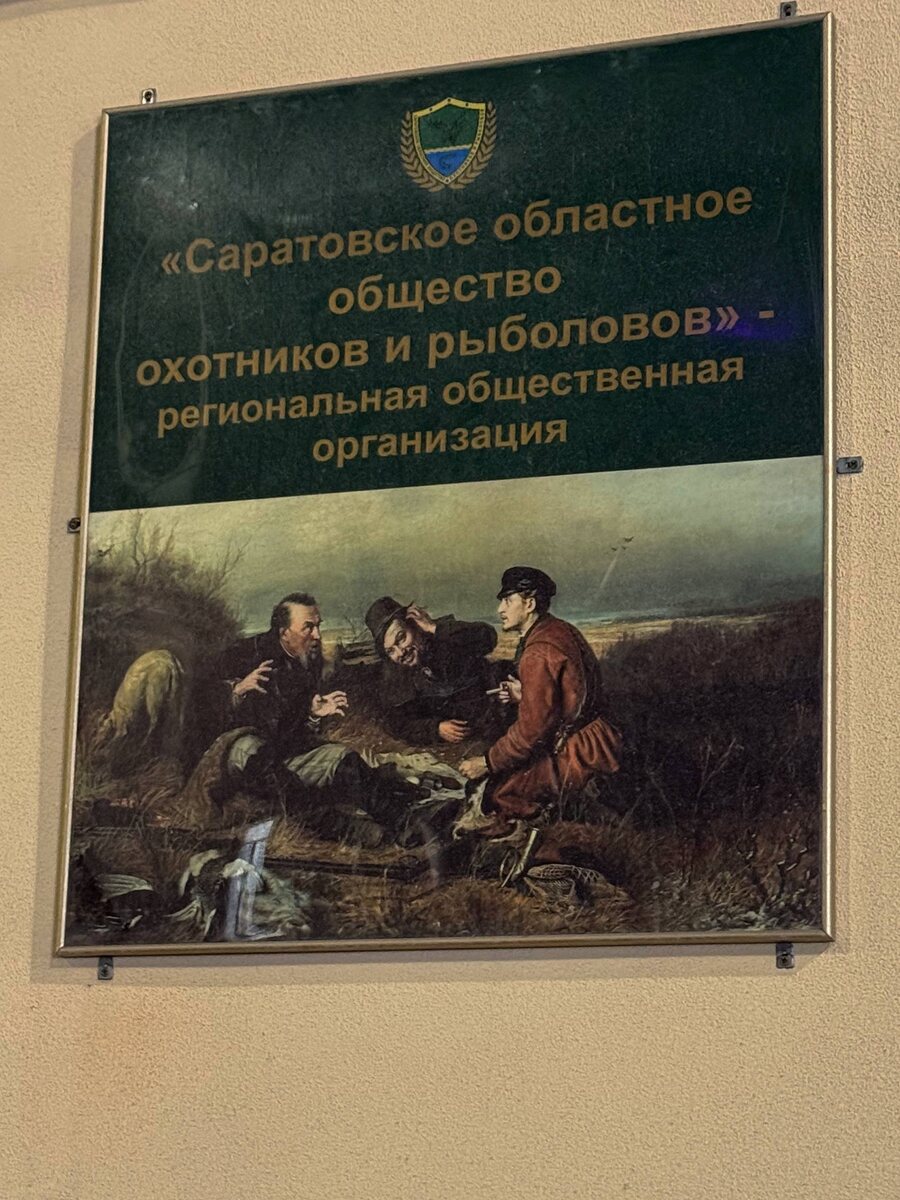 «Саратовское областное
общество
охотников и рыболовов» -
региональная общественная
организация